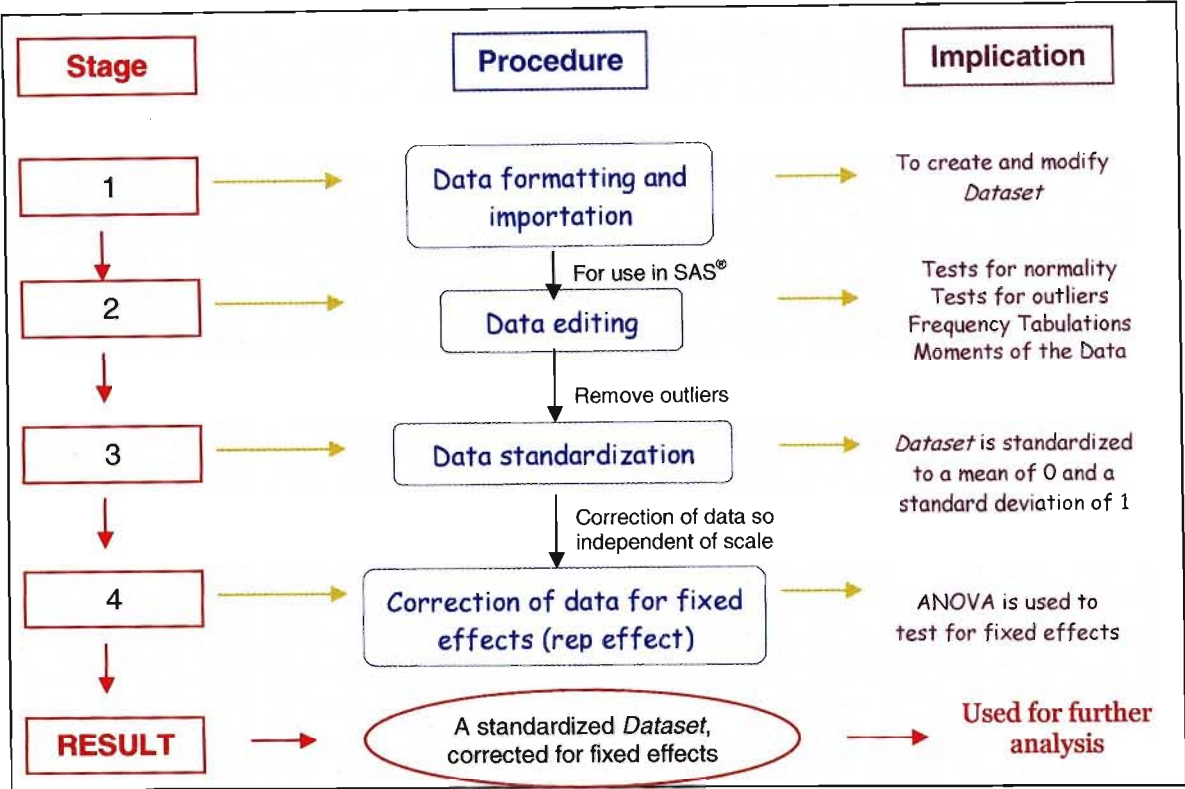 Stage
Procedure
Implication
1
Data formatting and
importation
To create and modify
Dataset
For use in SAS®
2
Data editing
Tests for normality
Tests for outliers
Frequency Tabulations
Moments of the Data
Remove outliers
3
Data standardization
Dataset is standardized
to a mean of 0 and a
standard deviation of 1
Correction of data so
independent of scale
4
Correction of data for fixed
effects (rep effect)
ANOVA is used to
test for fixed effects
RESULT
A standardized Dataset,
corrected for fixed effects
Used for further
analysis